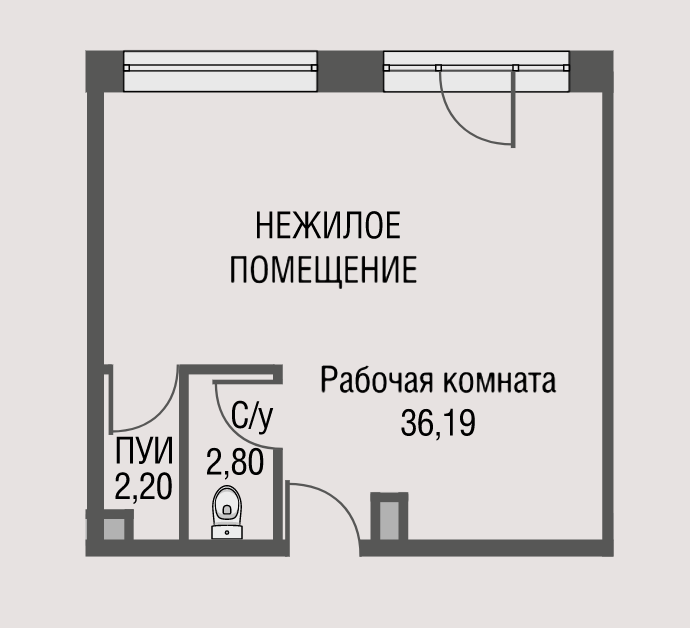 НЕЖИЛОЕ
ПОМЕЩЕНИЕ
Рабочая комната
36,19
С/у
2,80
ПУИ
2,20